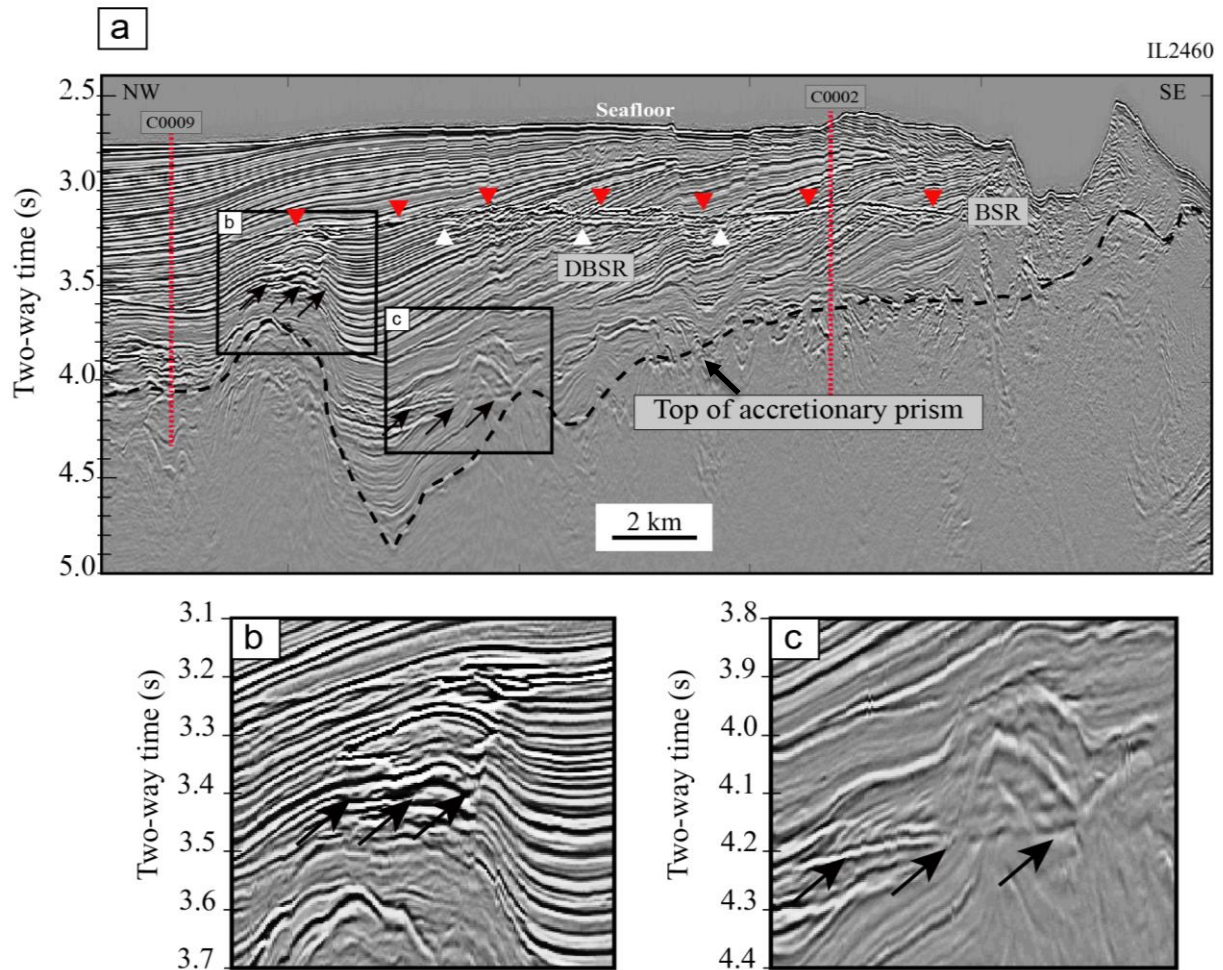 a
IL2460
2.5
NW
SE
C0009
Seafloor
C0002
3.0
b
BSR
DBSR
3.5
c
4.0
Top of accretionary prism
4.5
2 km
5.0
Two-way time (s)
b
3.1
3.2
3.3
3.4
3.5
3.6
3.7
Two-way time (s)
c
3.8
3.9
4.0
4.1
4.2
4.3
4.4
Two-way time (s)